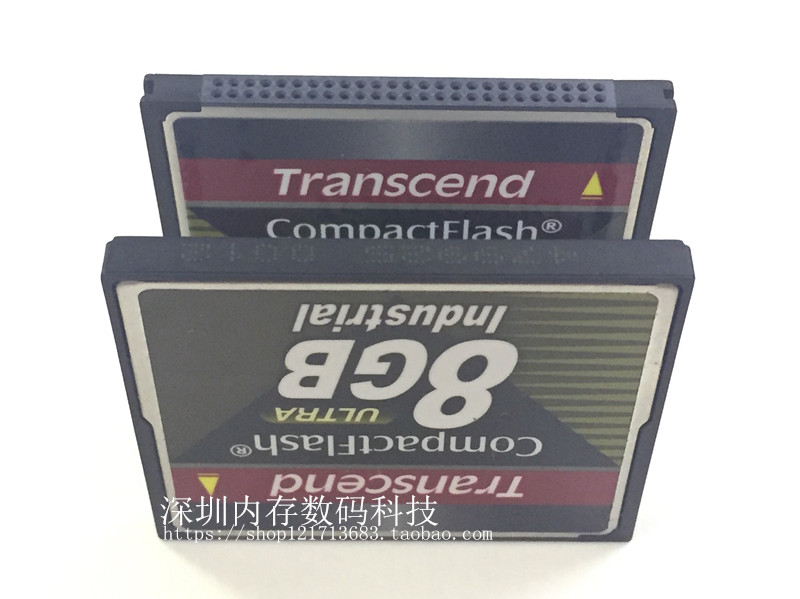 Transcend
CompactFlash®
Industrial
8GB
ULTRA
CompactFlash®
Transcend
深圳内存数码科技
https://shop121713683.taobao.com